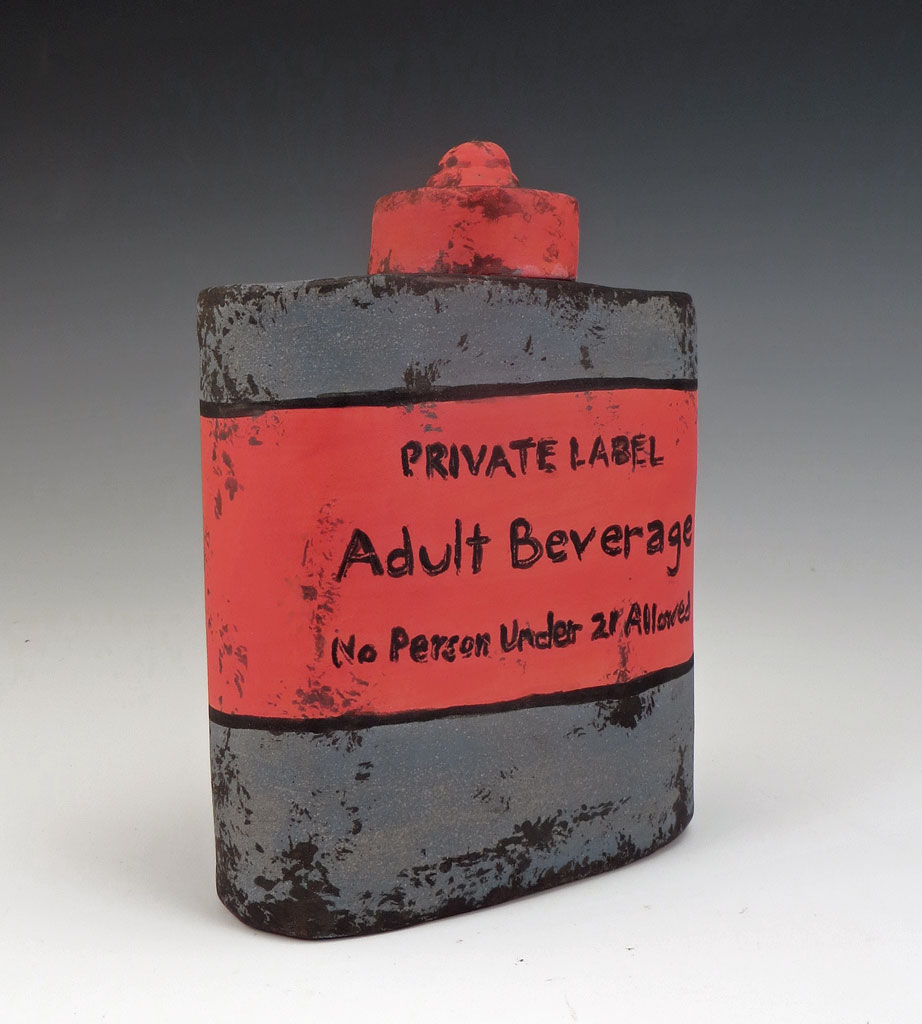 PRIVATE LABEL
Adult Beverage
No Person Under 21 Allowed